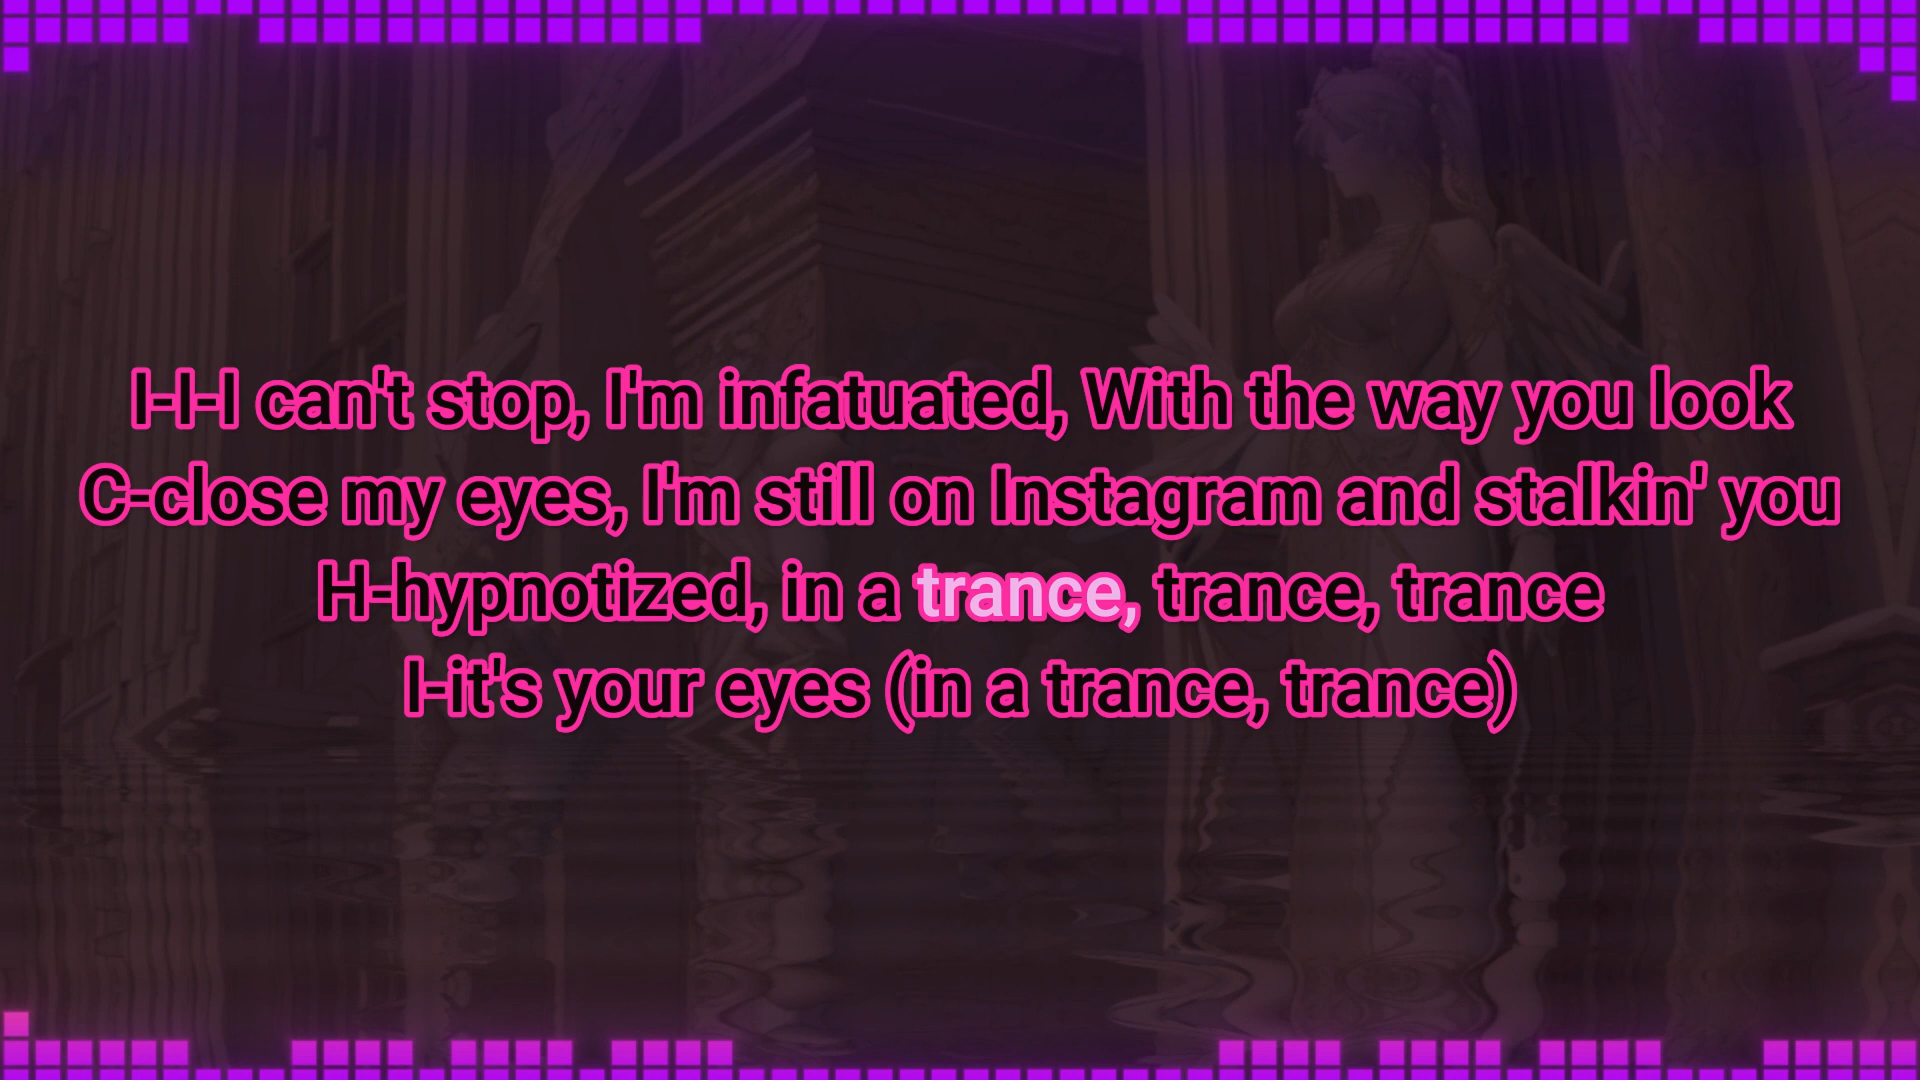 I-I-I can't stop, I'm infatuated, With the way you look
C-close my eyes, I'm still on Instagram and stalkin' you
H-hypnotized, in a trance, trance, trance
I-it's your eyes (in a trance, trance)